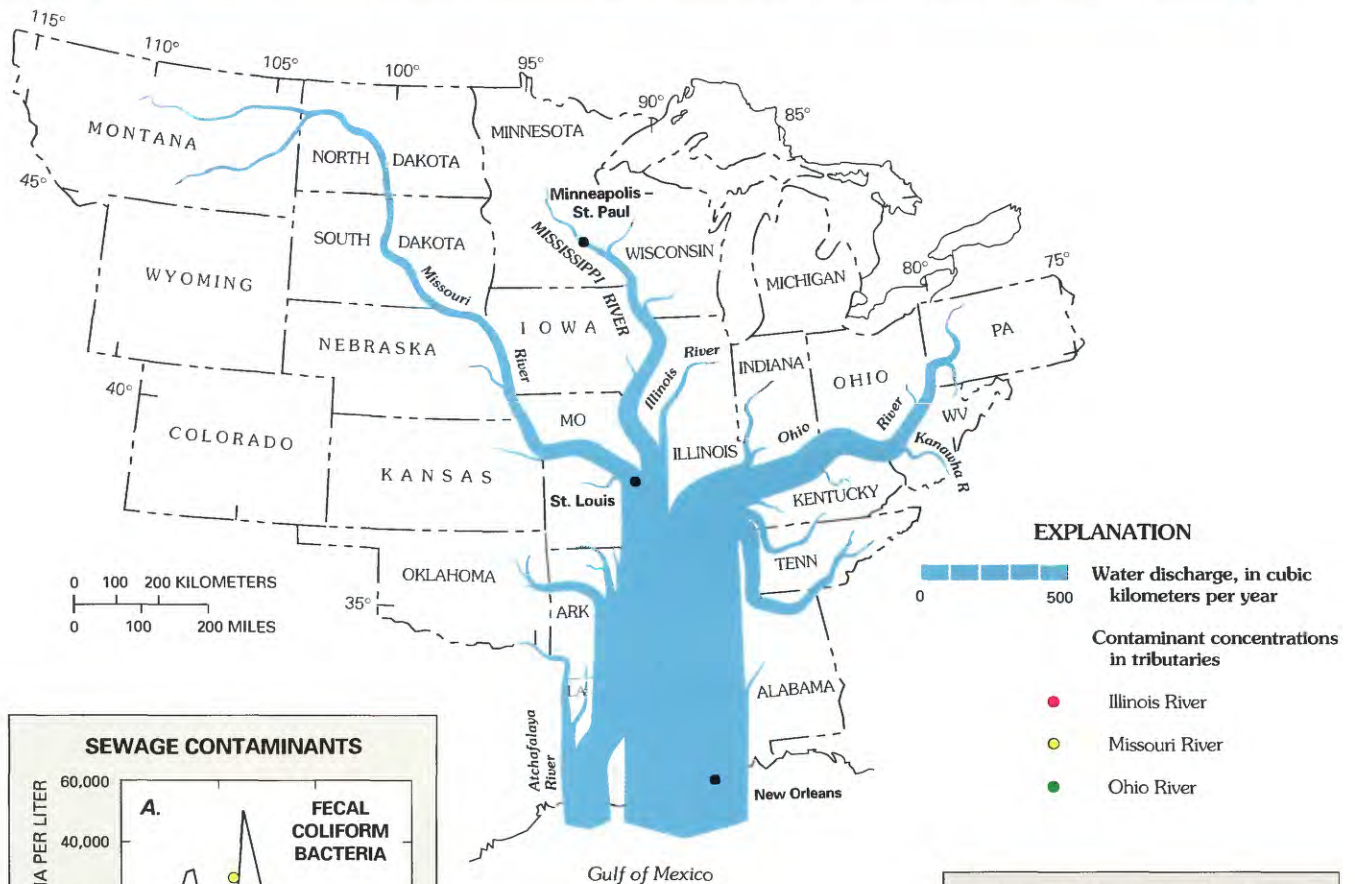 115°
110°
105°
100°
95°
90°
85°
80°
75°
45°
40°
35°
MONTANA
NORTH DAKOTA
MINNESOTA
Minneapolis –
St. Paul
SOUTH DAKOTA
WYOMING
Missouri
River
MISSISSIPPI RIVER
WISCONSIN
MICHIGAN
NEBRASKA
IOWA
Illinois
River
INDIANA
OHIO
PA
WV
COLORADO
KANSAS
MO
ILLINOIS
Ohio
River
Kanawha R
St. Louis
KENTUCKY
OKLAHOMA
ARK
TENN
LA
ALABAMA
Atchafalaya
River
New Orleans
Gulf of Mexico
0 100 200 KILOMETERS
0 100 200 MILES
EXPLANATION
0 500
Water discharge, in cubic
kilometers per year
Contaminant concentrations
in tributaries
Illinois River
Missouri River
Ohio River
SEWAGE CONTAMINANTS
60,000
40,000
A.
FECAL
COLIFORM
BACTERIA
PER LITER